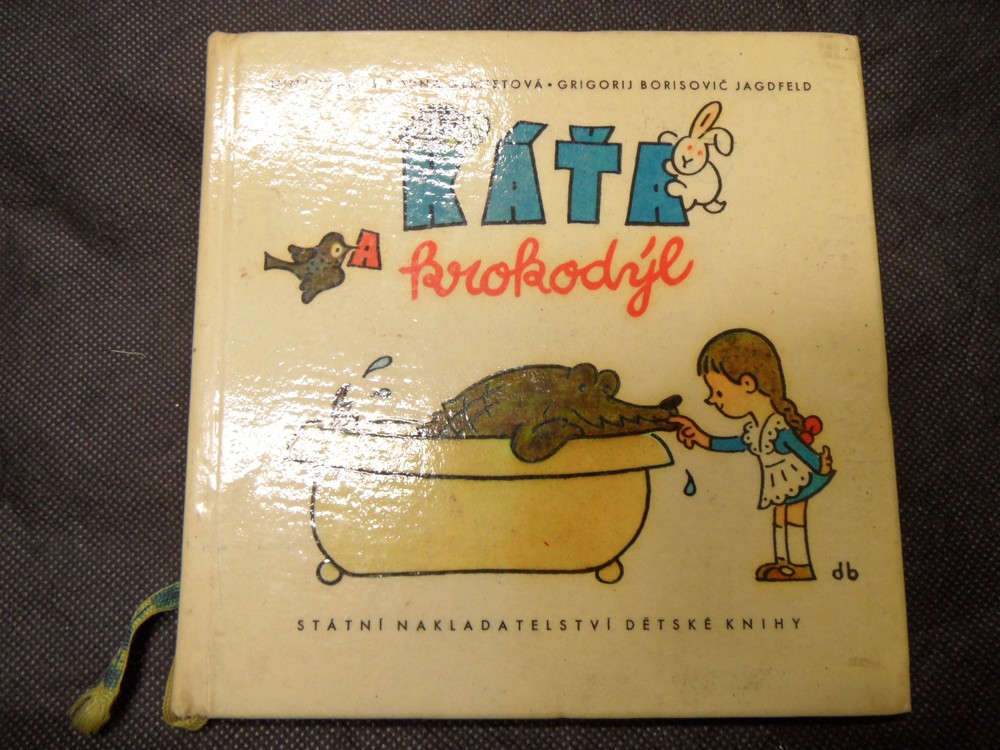 GRIGORIJ BORISOVIČ JAGDFELD
KÁŤA
A krokodýl
db
STÁTNÍ NAKLADATELSTVÍ DĚTSKÉ KNIHY